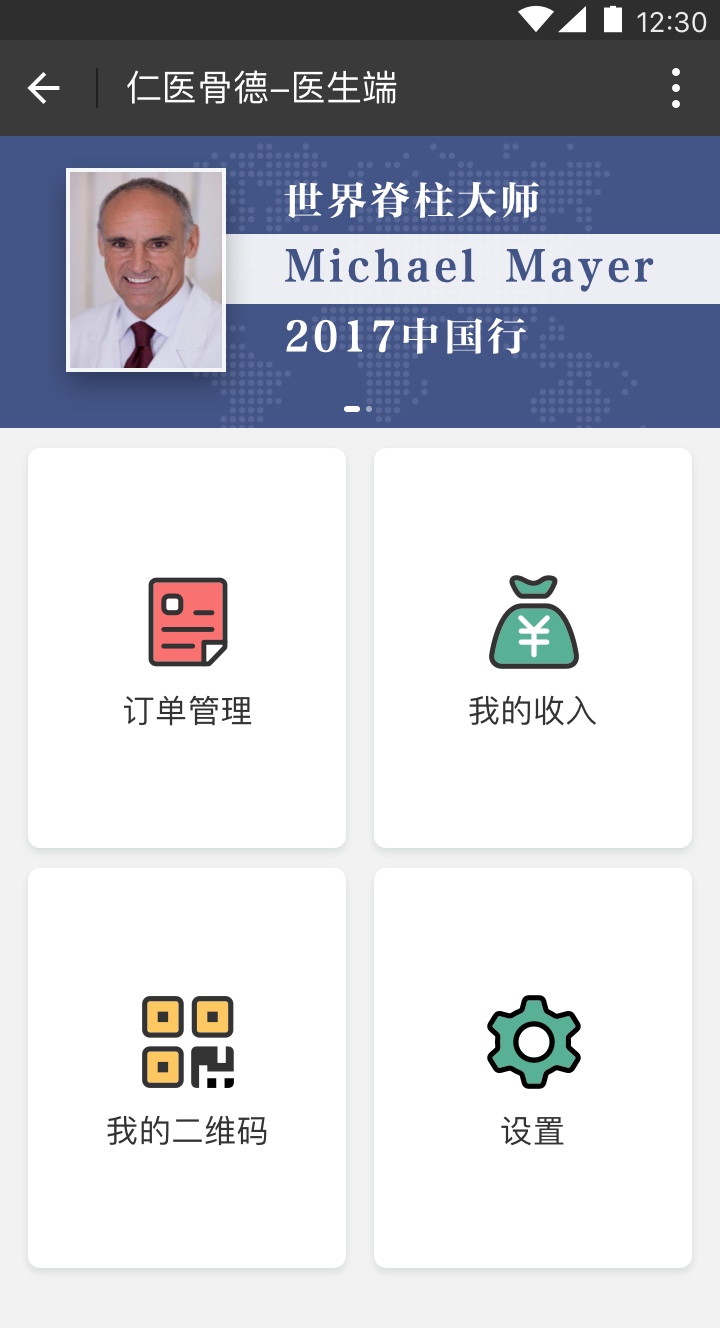 12:30
仁医骨德–医生端
世界脊柱大师
Michael Mayer
2017中国行
订单管理
我的收入
我的二维码
设置